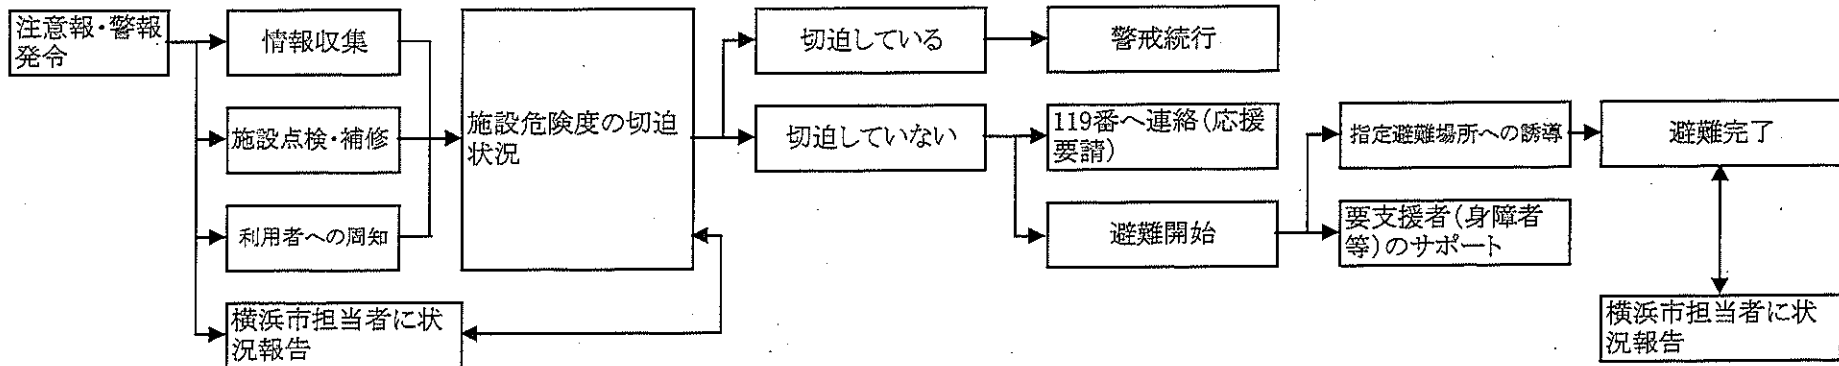 注意報・警報
発令
情報収集
施設点検・補修
利用者への周知
横浜市担当者に状
況報告
施設危険度の切迫
状況
切迫している
警戒続行
切迫していない
119番へ連絡(応援
要請)
避難開始
指定避難場所への誘導
要支援者(身障者
等)のサポート
避難完了
横浜市担当者に状
況報告